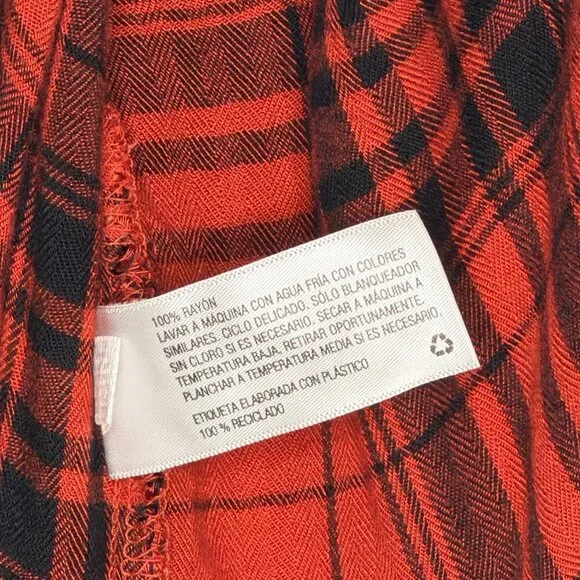 100% RAYÓN
LAVAR A MÁQUINA CON AGUA FRÍA CON COLORES
SIMILARES. CICLO DELICADO. SÓLO BLANQUEADOR
SIN CLORO SI ES NECESARIO. SECAR A MÁQUINA A
TEMPERATURA BAJA. RETIRAR OPORTUNAMENTE.
PLANCHAR A TEMPERATURA MEDIA SI ES NECESARIO.
ETIQUETA ELABORADA CON PLÁSTICO
100 % RECICLADO